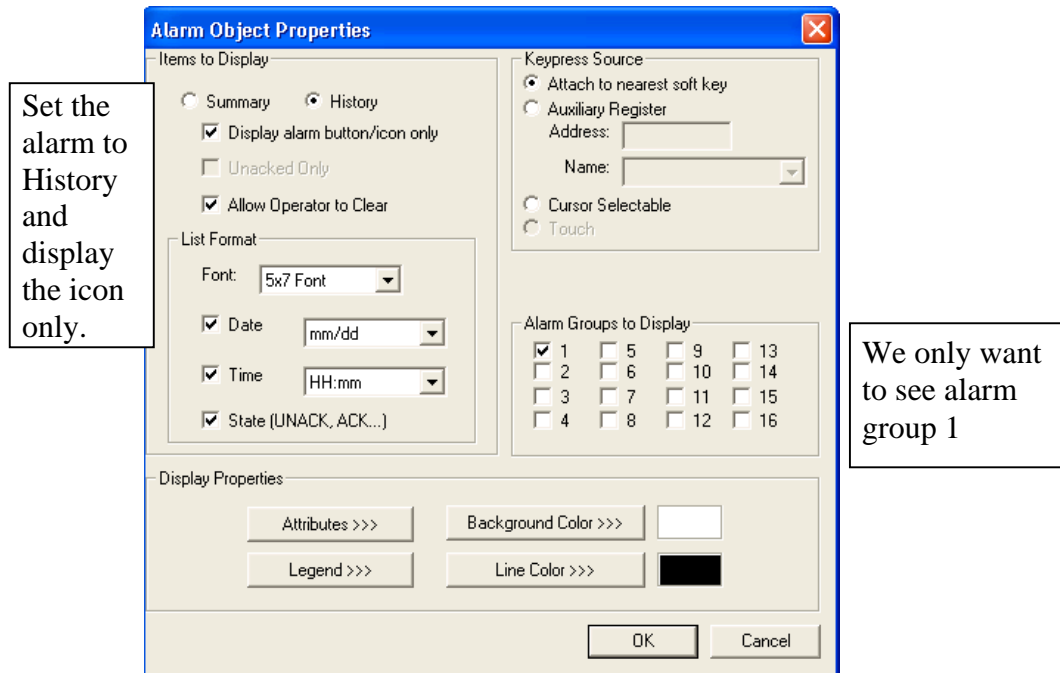 Alarm Object Properties
Set the
alarm to
History
and
display
the icon
only.
Items to Display
Summary
History
Display alarm button/icon only
Unacked Only
Allow Operator to Clear
List Format
Font:
5x7 Font
Date
mm/dd
Time
HH:mm
State (UNACK, ACK...)
Keypress Source
Attach to nearest soft key
Auxiliary Register
Address:
Name:
Cursor Selectable
Touch
Alarm Groups to Display
1 5 9 13
2 6 10 14
3 7 11 15
4 8 12 16
We only want
to see alarm
group 1
Display Properties
Attributes >>>
Background Color >>>
Legend >>>
Line Color >>>
OK
Cancel